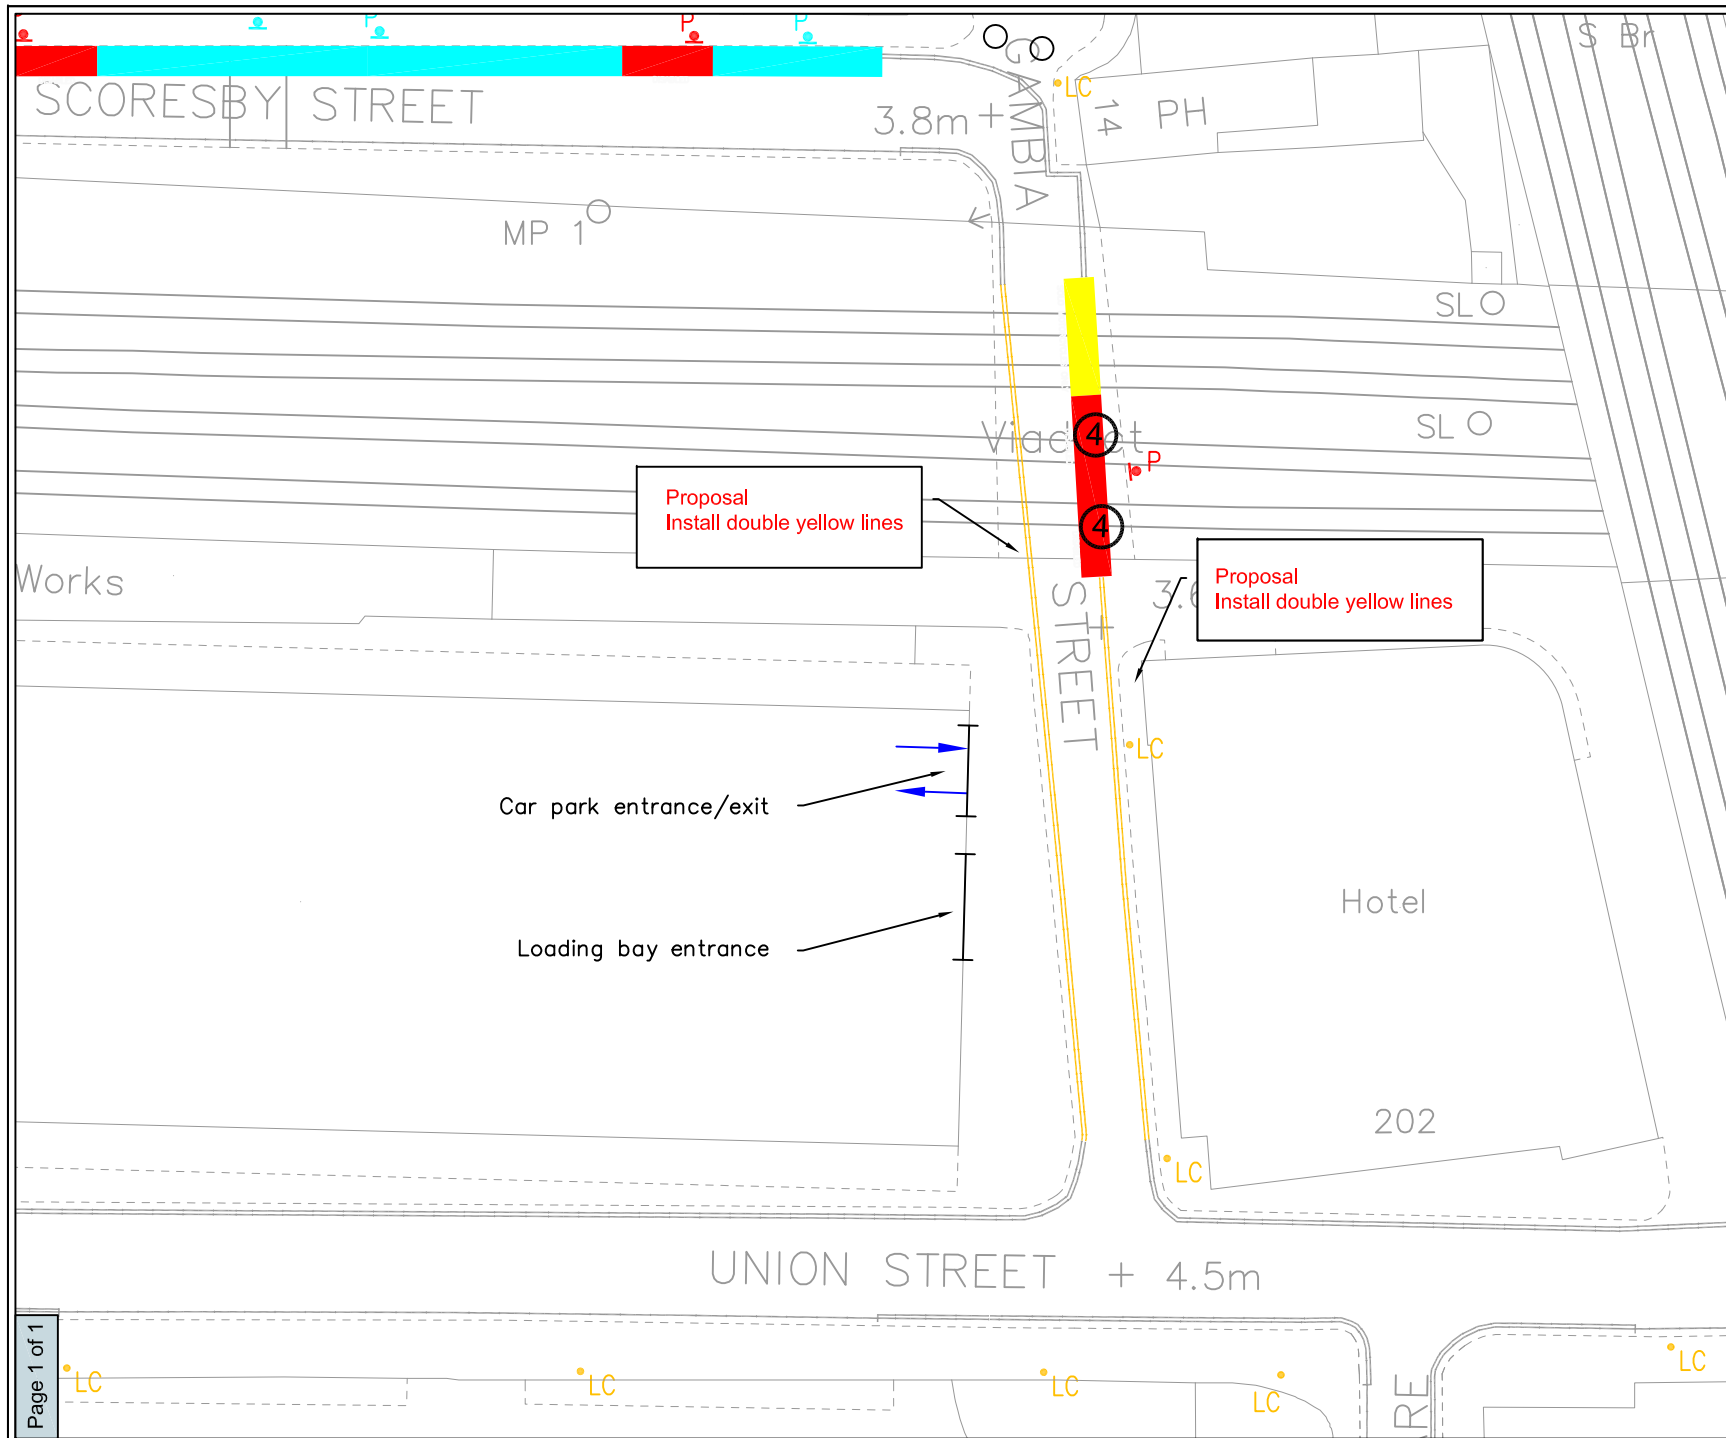 P
P
P
S Br
LC
SCORESBY STREET
3.8m
GAMBIA
14
PH
MP 1
SL
SL
4
P
Proposal
Install double yellow lines
4
Works
Proposal
Install double yellow lines
STREET
LC
Car park entrance/exit
Hotel
Loading bay entrance
202
LC
UNION STREET + 4.5m
Page 1 of 1
LC
LC
LC
LC
LC